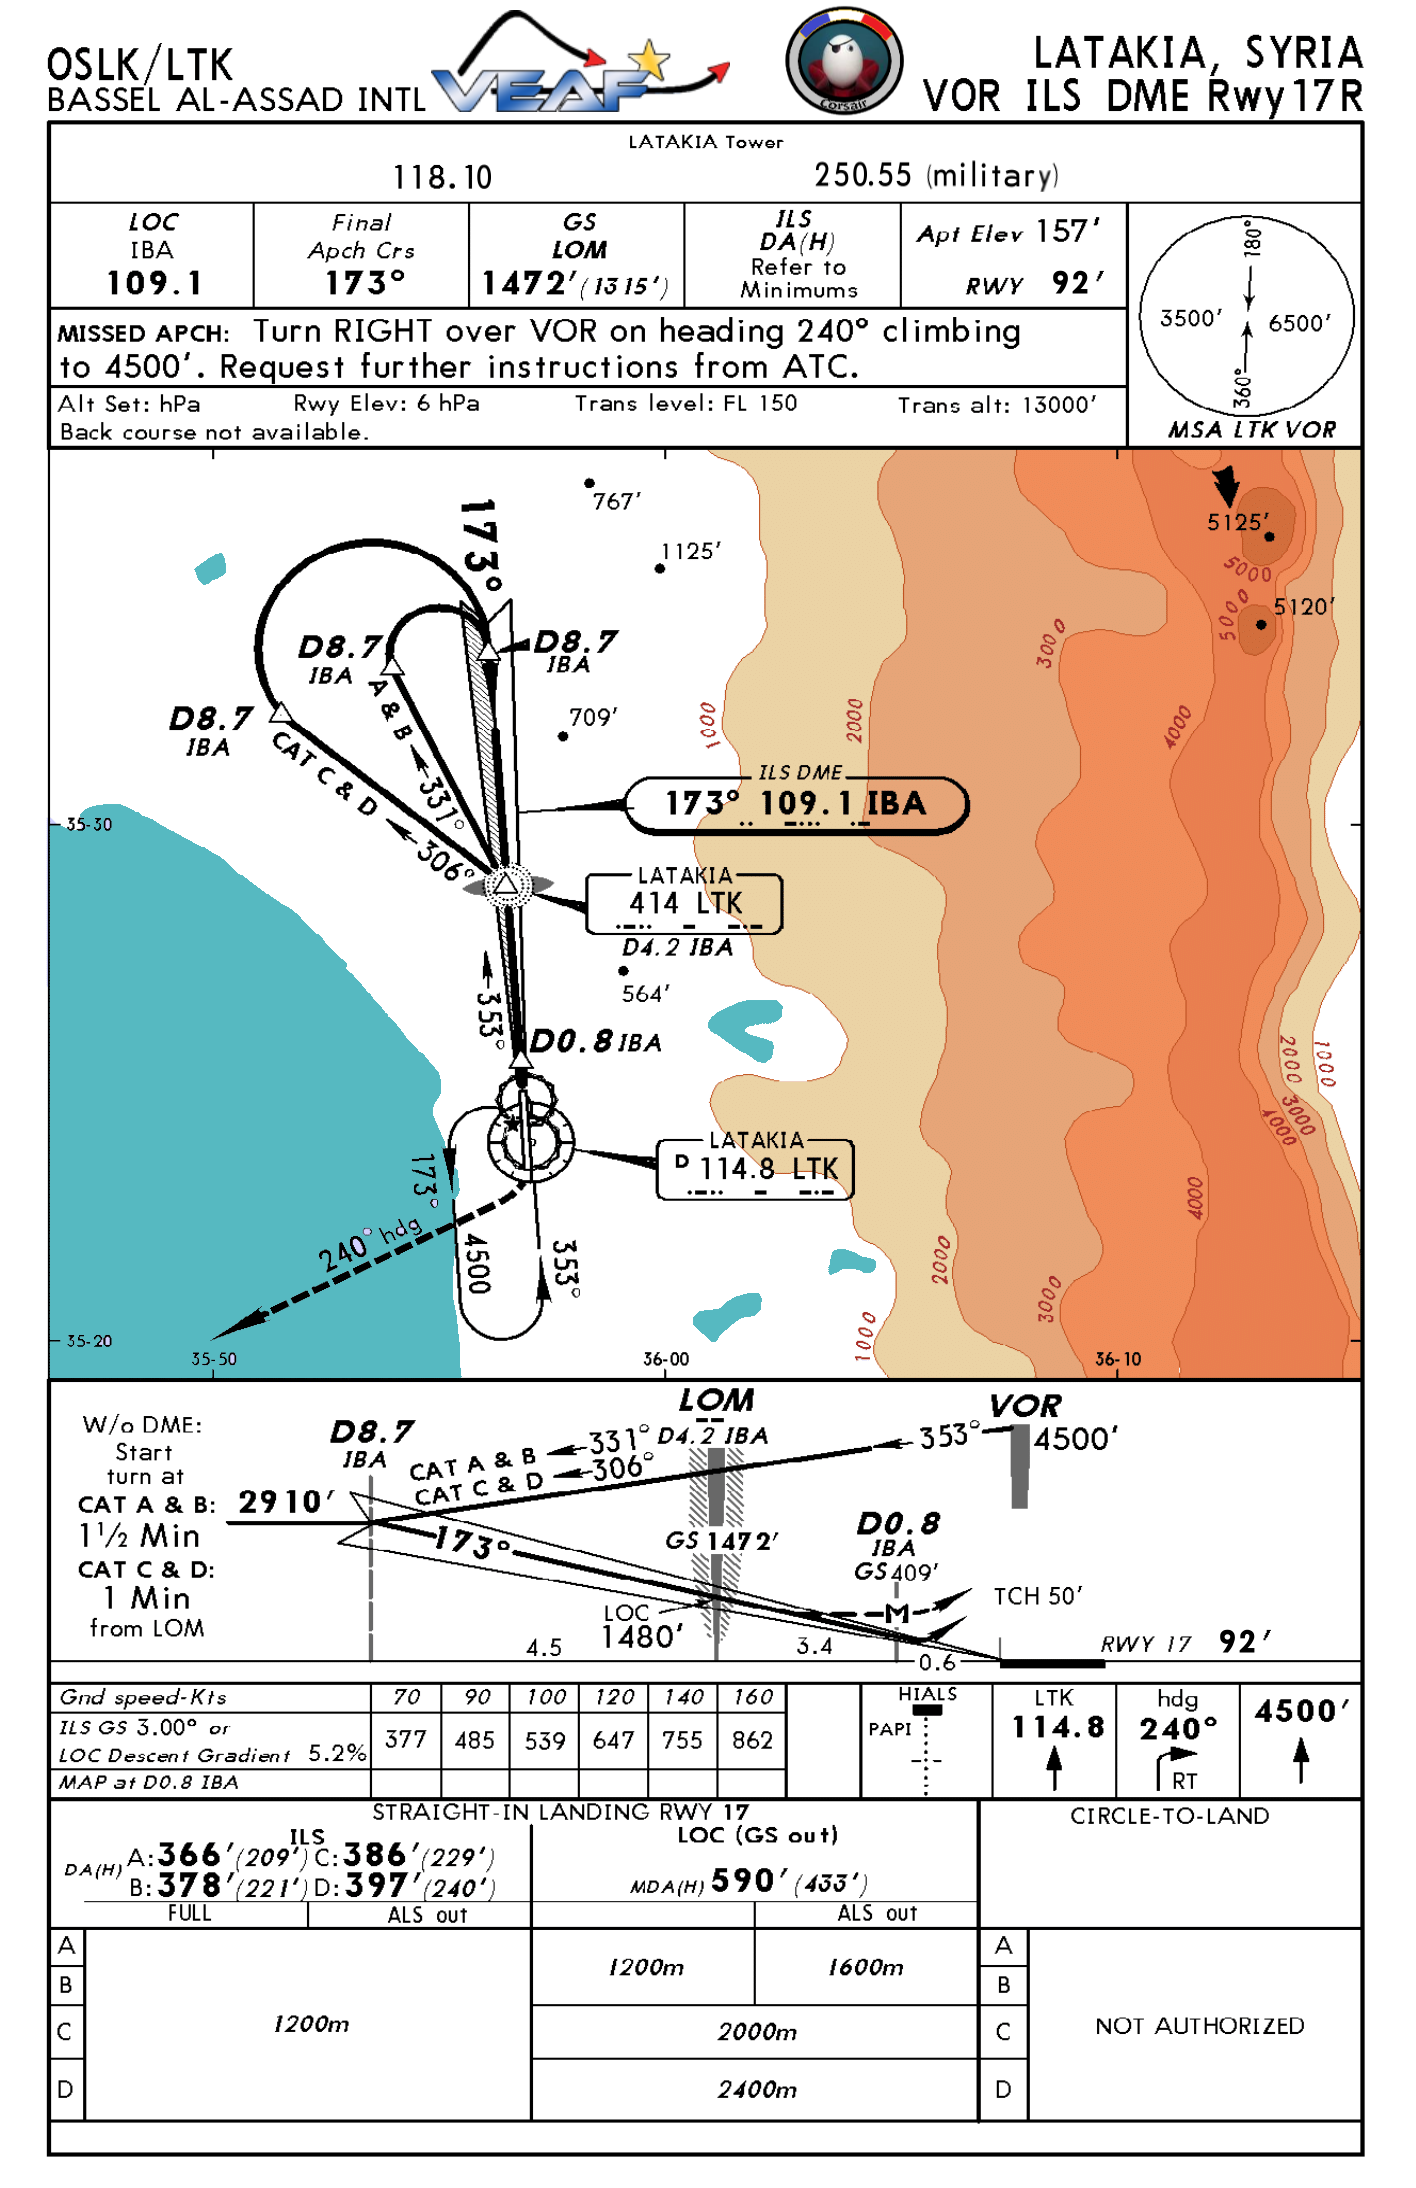 OSLK/LTK
BASSEL AL-ASSAD INTL
VEAF
Corsair
LATAKIA, SYRIA
VOR ILS DME Rwy17R
LATAKIA Tower
118.10 250.55 (military)
LOC
IBA
109.1
Final
Apch Crs
173°
GS
LOM
1472'(1315')
ILS
DA(H)
Refer to
Minimums
Apt Elev 157'
RWY 92'
MISSED APCH: Turn RIGHT over VOR on heading 240° climbing
to 4500'. Request further instructions from ATC.
Alt Set: hPa Rwy Elev: 6 hPa Trans level: FL 150 Trans alt: 13000'
Back course not available.
180°
3500' 6500'
360°
MSA LTK VOR
767'
173°
1125'
5125'
5000
5000
5120'
3000
D8.7
IBA
D8.7
IBA
D8.7
IBA
A & B
331°
CAT C & D
306°
709'
1000
2000
4000
ILS DME
173° 109.1 IBA
35-30
LATAKIA
414 LTK
D4.2 IBA
564'
353°
D0.8 IBA
2000
1000
3000
4000
LATAKIA
D 114.8 LTK
173°
240° hdg
4500
353°
4000
2000
3000
1000
35-20
35-50
36-00
36-10
W/o DME:
Start
turn at
CAT A & B:
1½ Min
CAT C & D:
1 Min
from LOM
D8.7
IBA
2910'
CAT A & B 331°
CAT C & D 306°
LOM
D4.2 IBA
353°
VOR
4500'
173°
GS 1472'
D0.8
IBA
GS 409'
M
TCH 50'
LOC
1480'
4.5
3.4
0.6
RWY 17 92'
Gnd speed-Kts 70 90 100 120 140 160
ILS GS 3.00° or
LOC Descent Gradient 5.2% 377 485 539 647 755 862
MAP at D0.8 IBA
HIALS
PAPI
LTK
114.8
hdg
240°
RT
4500'
STRAIGHT-IN LANDING RWY 17
ILS
DA(H) A:366'(209') C:386'(229')
B:378'(221') D:397'(240')
LOC (GS out)
MDA(H) 590'(433')
CIRCLE-TO-LAND
FULL ALS out
ALS out
A
B
C
D
1200m
1200m 1600m
2000m
2400m
A
B
C
D
NOT AUTHORIZED